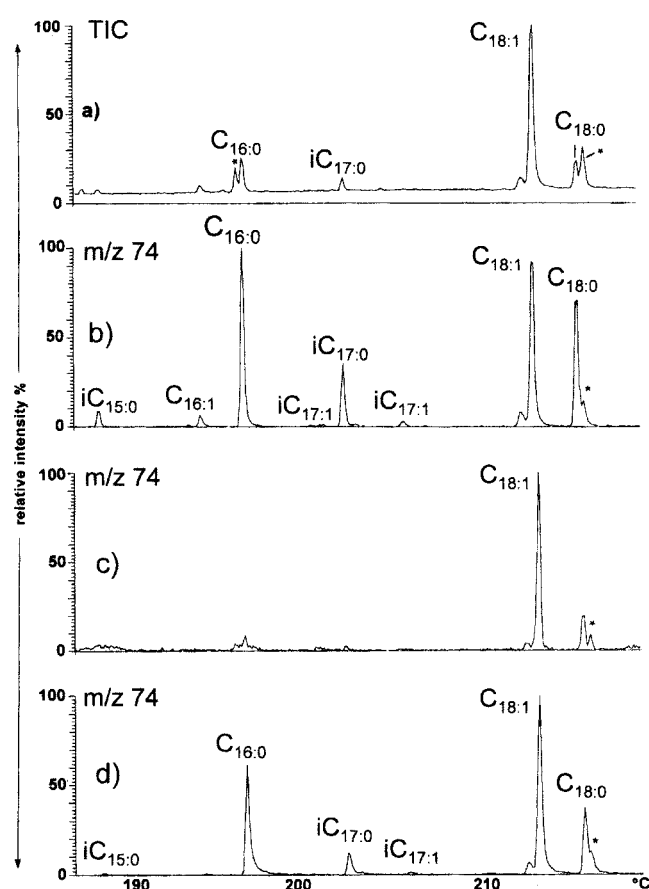 relative intensity %
100
TIC
C18:1
a)
50
C16:0
*
iC17:0
C18:0
*
0
100
m/z 74
C16:0
C18:1
C18:0
b)
50
iC17:0
iC15:0
C16:1
iC17:1
iC17:1
*
0
100
m/z 74
C18:1
c)
50
*
0
100
m/z 74
C18:1
C16:0
d)
50
C18:0
iC15:0
iC17:0
iC17:1
*
0
190
200
210
°C